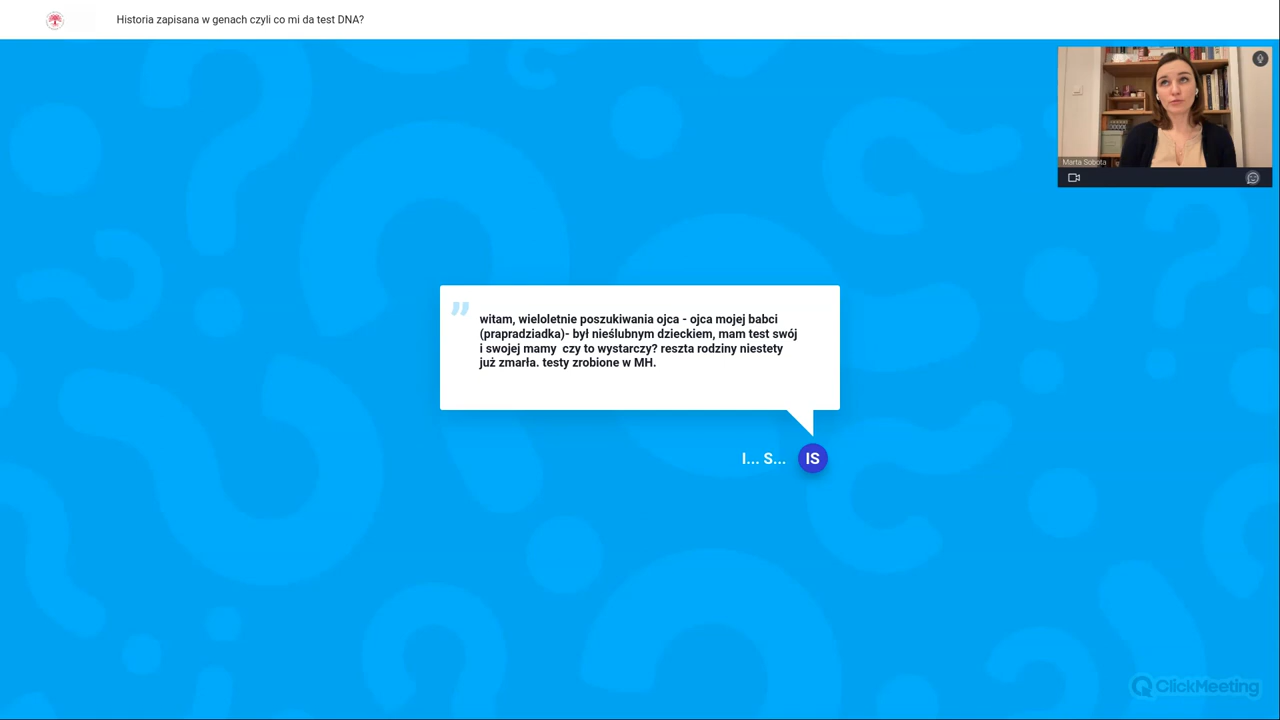 Historia zapisana w genach czyli co mi da test DNA?
Marta Sobota
witam, wieloletnie poszukiwania ojca - ojca mojej babci
(prapradziadka)- był nieślubnym dzieckiem, mam test swój
i swojej mamy  czy to wystarczy? reszta rodziny niestety
już zmarła. testy zrobione w MH.
I... S...
IS
ClickMeeting